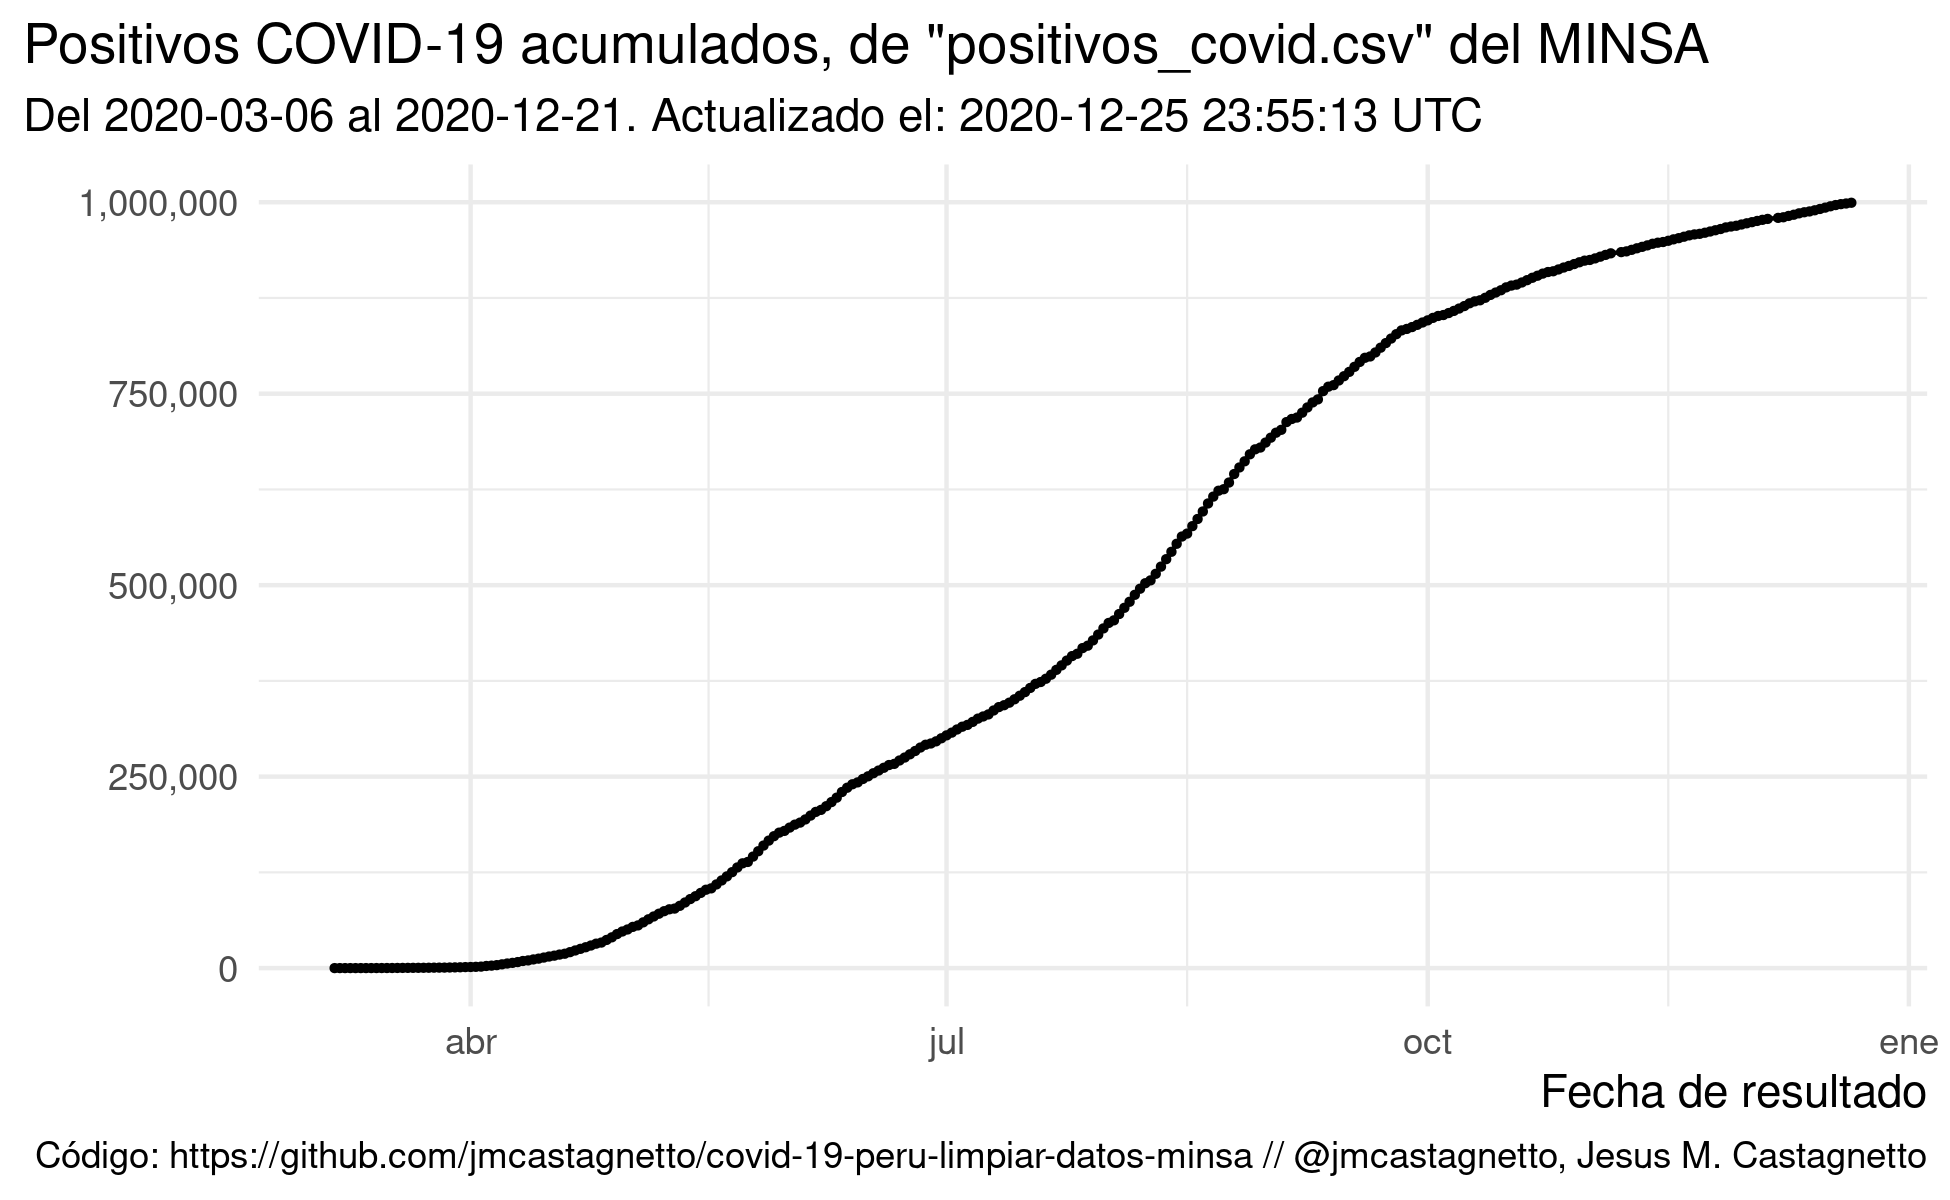 Positivos COVID-19 acumulados, de "positivos_covid.csv" del MINSA
Del 2020-03-06 al 2020-12-21. Actualizado el: 2020-12-25 23:55:13 UTC
1,000,000
750,000
500,000
250,000
0
abr jul oct ene
Fecha de resultado
Código: https://github.com/jmcastagnetto/covid-19-peru-limpiar-datos-minsa // @jmcastagnetto, Jesus M. Castagnetto